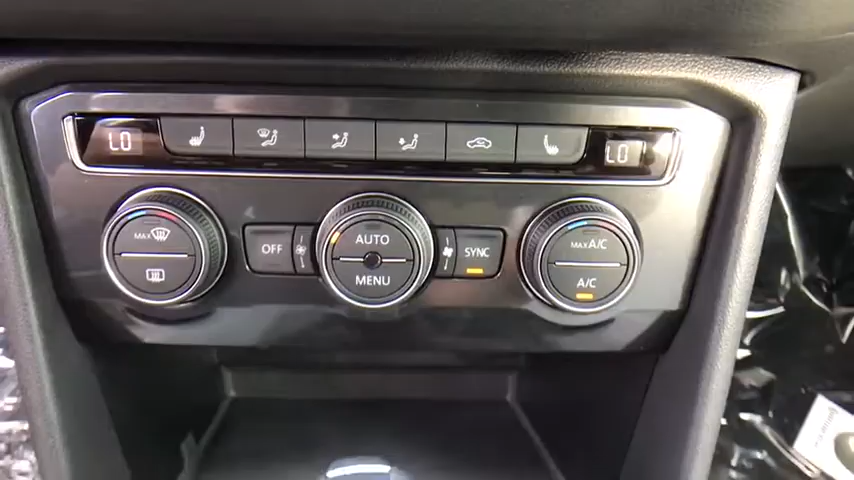 LO
LO
MAX
OFF
AUTO
MENU
SYNC
MAX A/C
A/C